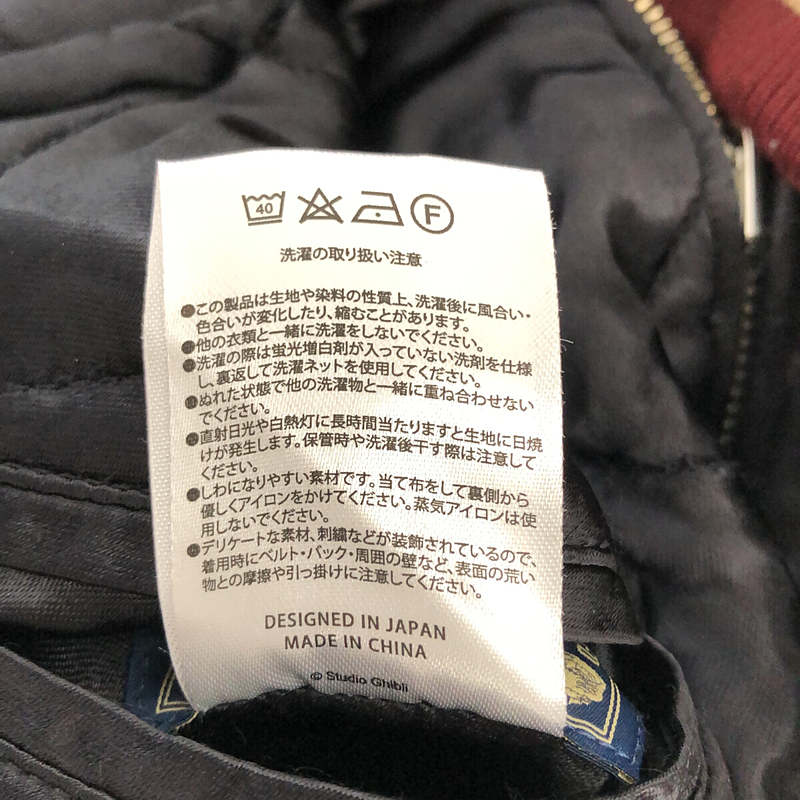 40 F
洗濯の取り扱い注意
●この製品は生地や染料の性質上、洗濯後に風合い・
色合いが変化したり、縮むことがあります。
●他の衣類と一緒に洗濯をしないでください。
●洗濯の際は蛍光増白剤が入っていない洗剤を仕様
し、裏返して洗濯ネットを使用してください。
●ぬれた状態で他の洗濯物と一緒に重ね合わせない
でください。
●直射日光や白熱灯に長時間当たりますと生地に日焼
けが発生します。保管時や洗濯後干す際は注意して
ください。
●しわになりやすい素材です。当て布をして裏側から
優しくアイロンをかけてください。蒸気アイロンは使
用しないでください。
●デリケートな素材、刺繍などが装飾されているので、
着用時にベルト・バック・周囲の壁など、表面の荒い
物との摩擦や引っ掛けに注意してください。
DESIGNED IN JAPAN
MADE IN CHINA
© Studio Ghibli